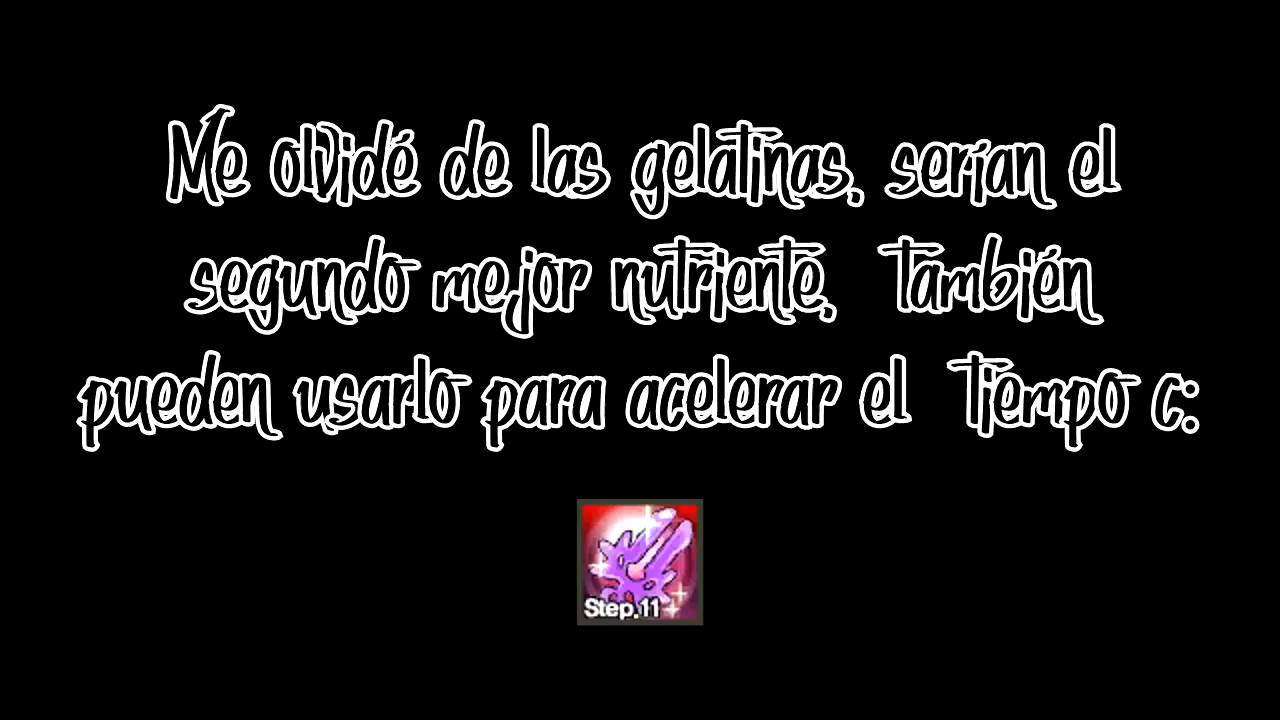 Me olvidé de las gelatinas, serían el
segundo mejor nutriente, también
pueden usarlo para acelerar el tiempo c:
Step.11